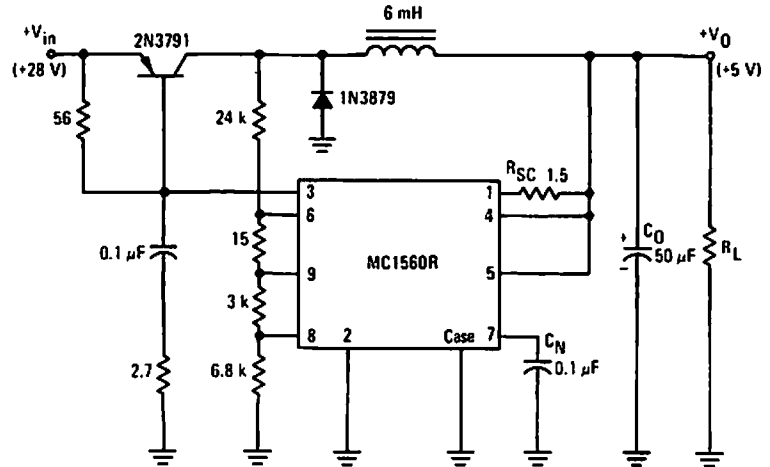 6 mH
+Vin
(+28 V)
2N3791
+VO
(+5 V)
56
24 k
1N3879
RSC 1.5
3
1
6
4
0.1 µF
15
MC1560R
CO
50 µF
+
−
RL
9
5
3 k
8
2
Case
7
CN
0.1 µF
2.7
6.8 k